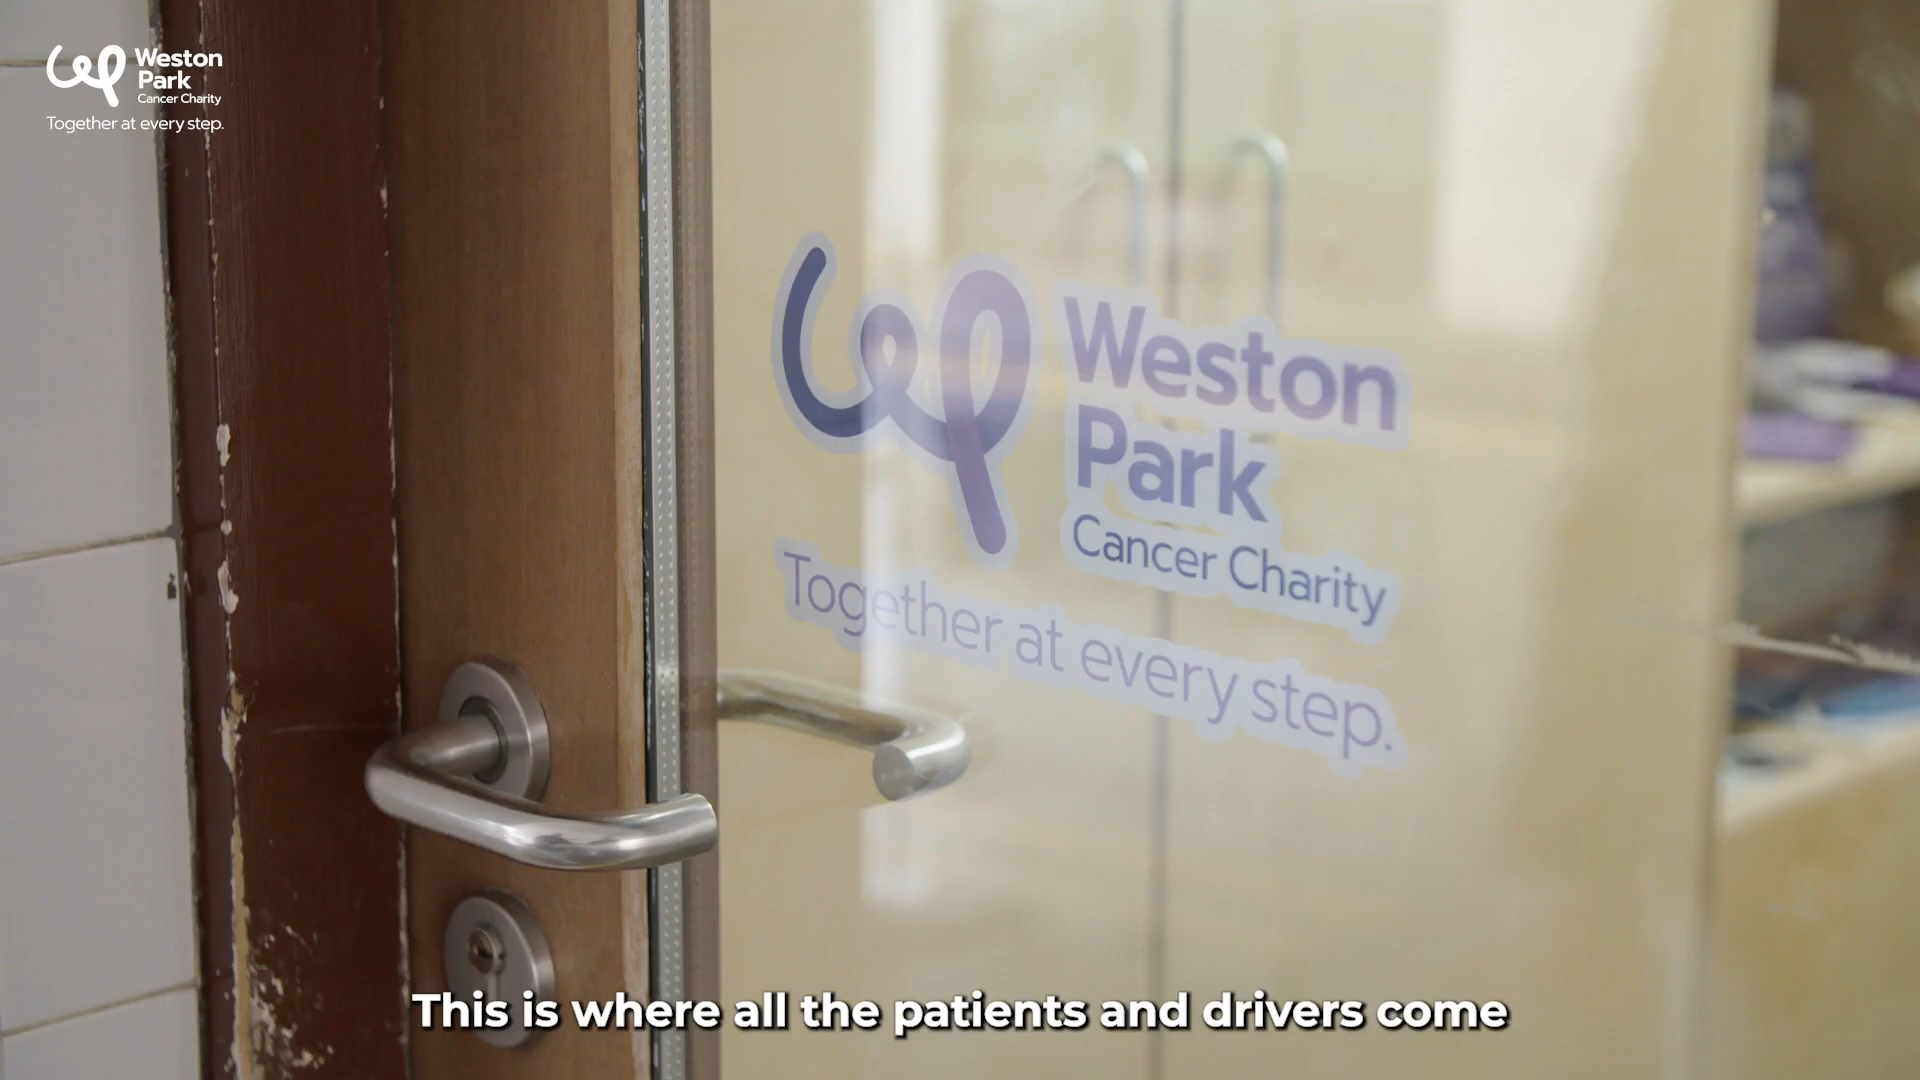 Weston
Park
Cancer Charity
Together at every step.
Weston
Park
Cancer Charity
Together at every step.
This is where all the patients and drivers come